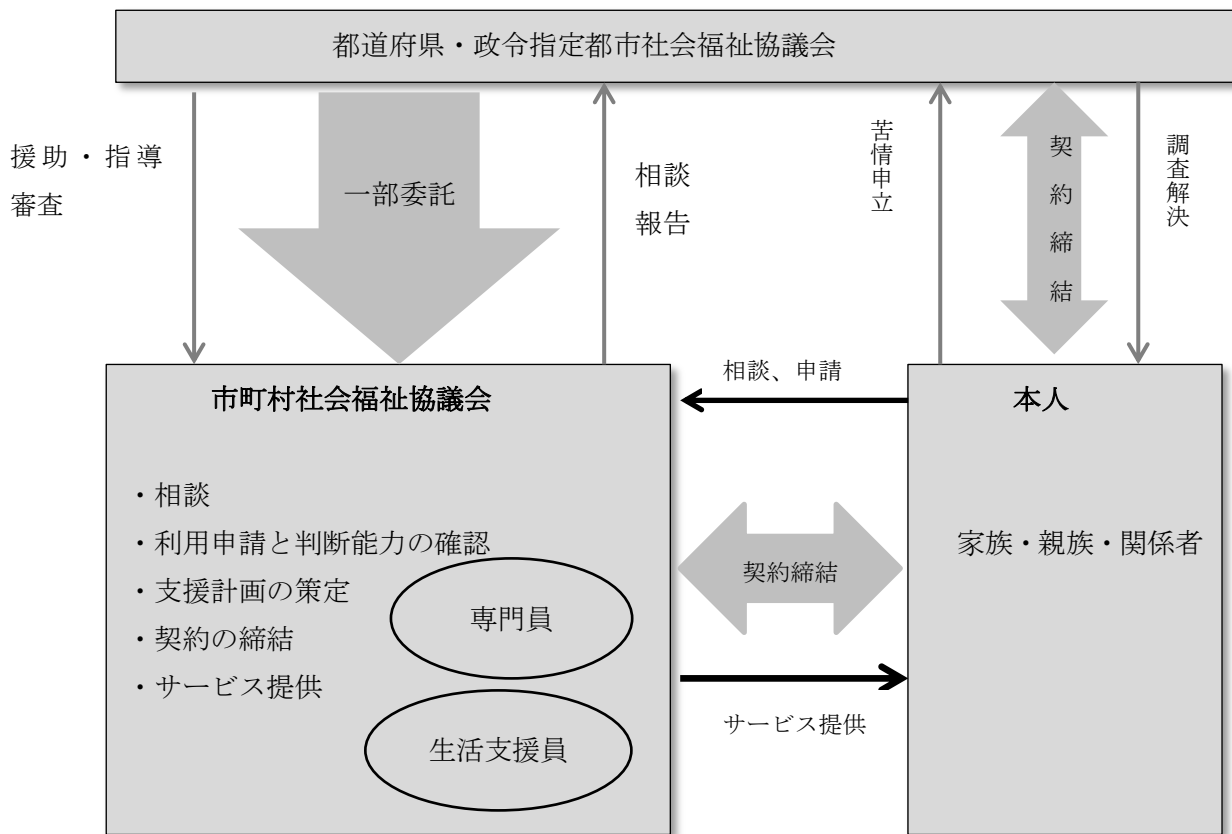 都道府県・政令指定都市社会福祉協議会
援助・指導
審査
一部委託
相談
報告
苦情申立
契約締結
調査解決
市町村社会福祉協議会
・相談
・利用申請と判断能力の確認
・支援計画の策定
・契約の締結
・サービス提供
専門員
生活支援員
相談、申請
契約締結
サービス提供
本人
家族・親族・関係者